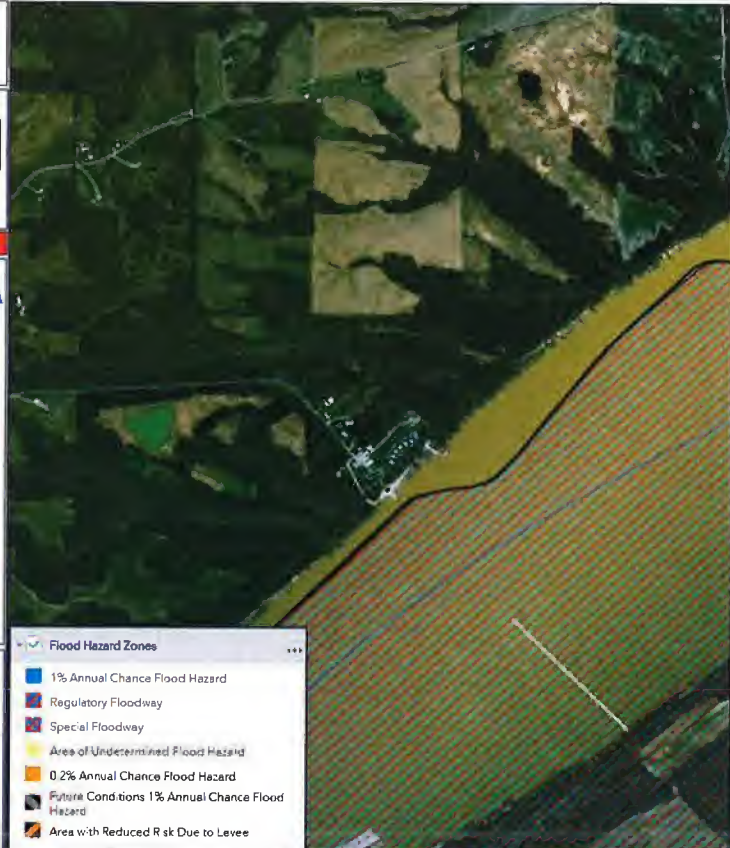 Flood Hazard Zones
1% Annual Chance Flood Hazard
Regulatory Floodway
Special Floodway
Area of Undetermined Flood Hazard
0.2% Annual Chance Flood Hazard
Future Conditions 1% Annual Chance Flood
Hazard
Area with Reduced Risk Due to Levee